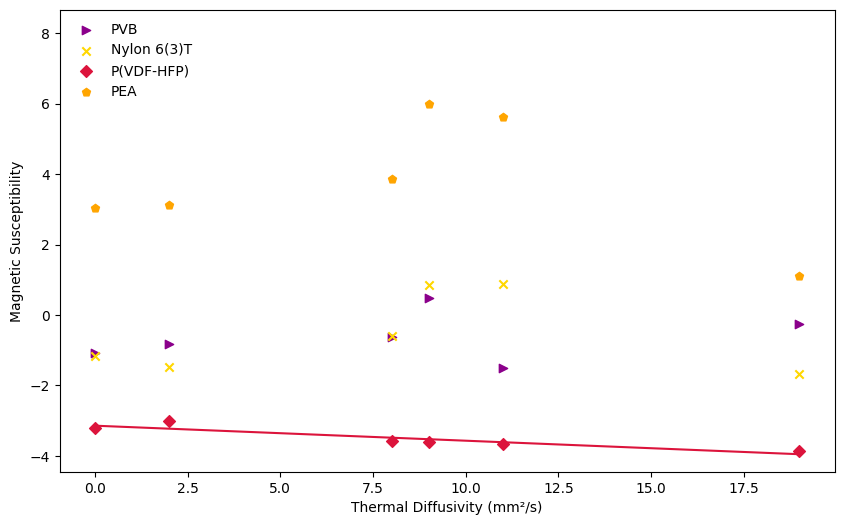 PVB
Nylon 6(3)T
P(VDF-HFP)
PEA
Magnetic Susceptibility
8
6
4
2
0
−2
−4
0.0 2.5 5.0 7.5 10.0 12.5 15.0 17.5
Thermal Diffusivity (mm²/s)